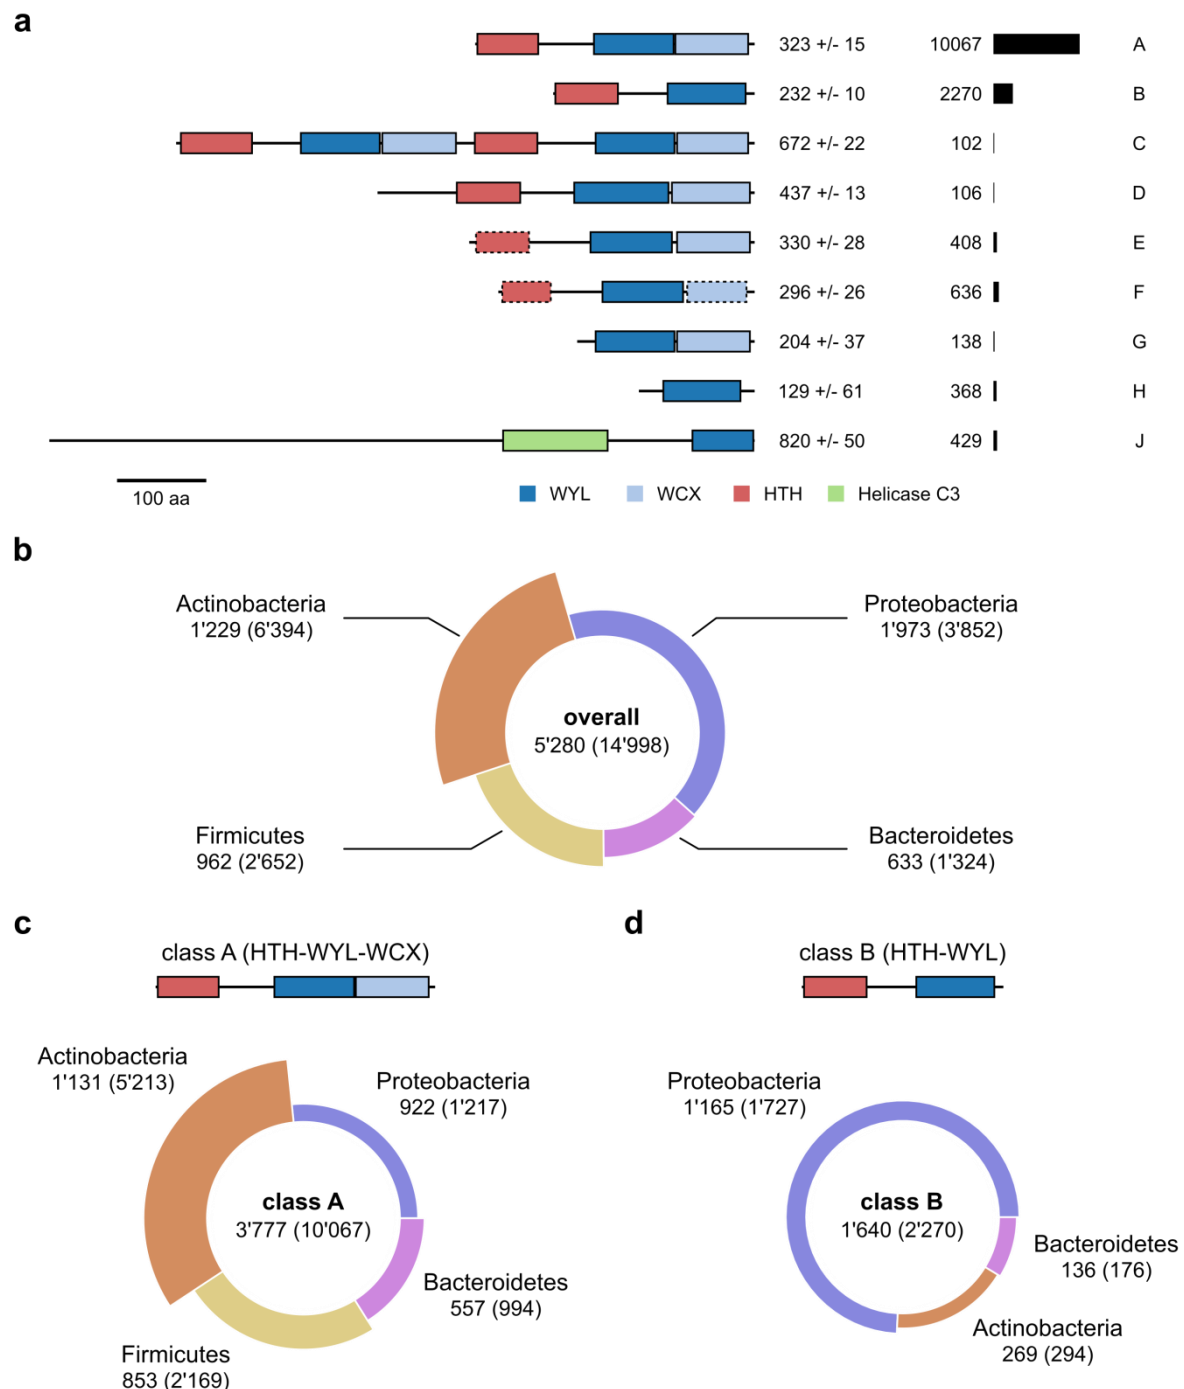 a
323 +/- 15 10067 A
232 +/- 10 2270 B
672 +/- 22 102 C
437 +/- 13 106 D
330 +/- 28 408 E
296 +/- 26 636 F
204 +/- 37 138 G
129 +/- 61 368 H
820 +/- 50 429 J
100 aa
WYL WCX HTH Helicase C3
b
Actinobacteria
1'229 (6'394)
Proteobacteria
1'973 (3'852)
overall
5'280 (14'998)
Firmicutes
962 (2'652)
Bacteroidetes
633 (1'324)
c
class A (HTH-WYL-WCX)
Actinobacteria
1'131 (5'213)
Proteobacteria
922 (1'217)
class A
3'777 (10'067)
Bacteroidetes
557 (994)
Firmicutes
853 (2'169)
d
class B (HTH-WYL)
Proteobacteria
1'165 (1'727)
class B
1'640 (2'270)
Bacteroidetes
136 (176)
Actinobacteria
269 (294)